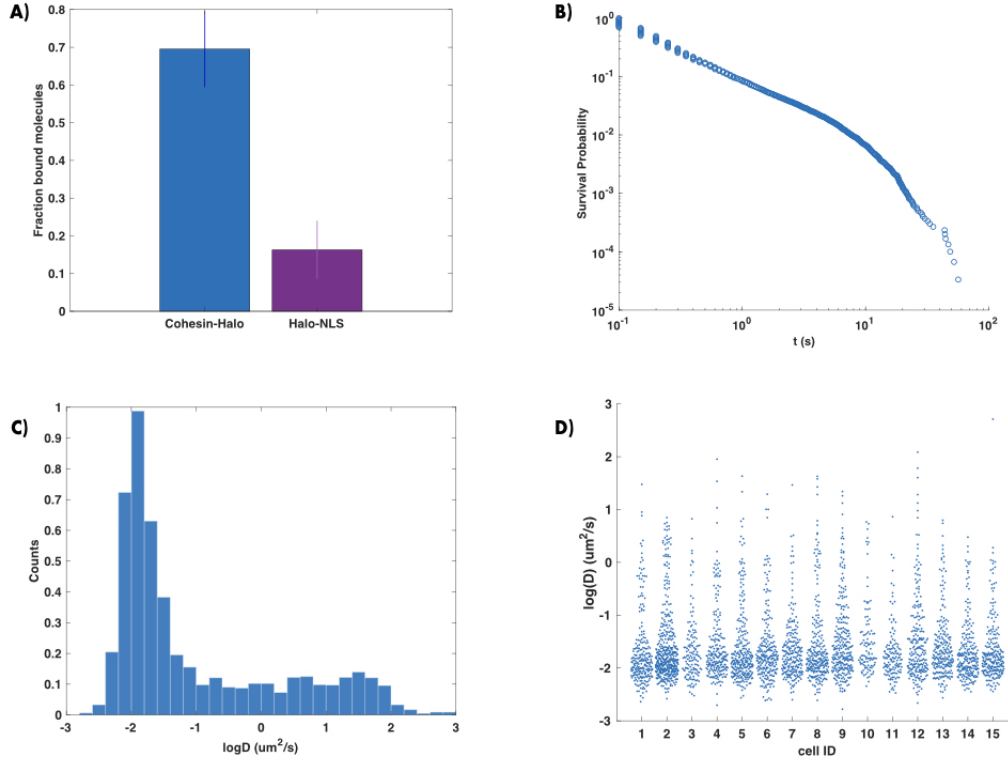 A)
0.8
0.7
0.6
0.5
0.4
0.3
0.2
0.1
0
Fraction bound molecules
Cohesin-Halo Halo-NLS
B)
10^0
10^-1
10^-2
10^-3
10^-4
10^-5
Survival Probability
10^-1 10^0 10^1 10^2
t (s)
C)
1
0.9
0.8
0.7
0.6
0.5
0.4
0.3
0.2
0.1
0
Counts
-3 -2 -1 0 1 2 3
logD (um^2/s)
D)
3
2
1
0
-1
-2
-3
log(D) (um^2/s)
1 2 3 4 5 6 7 8 9 10 11 12 13 14 15
cell ID